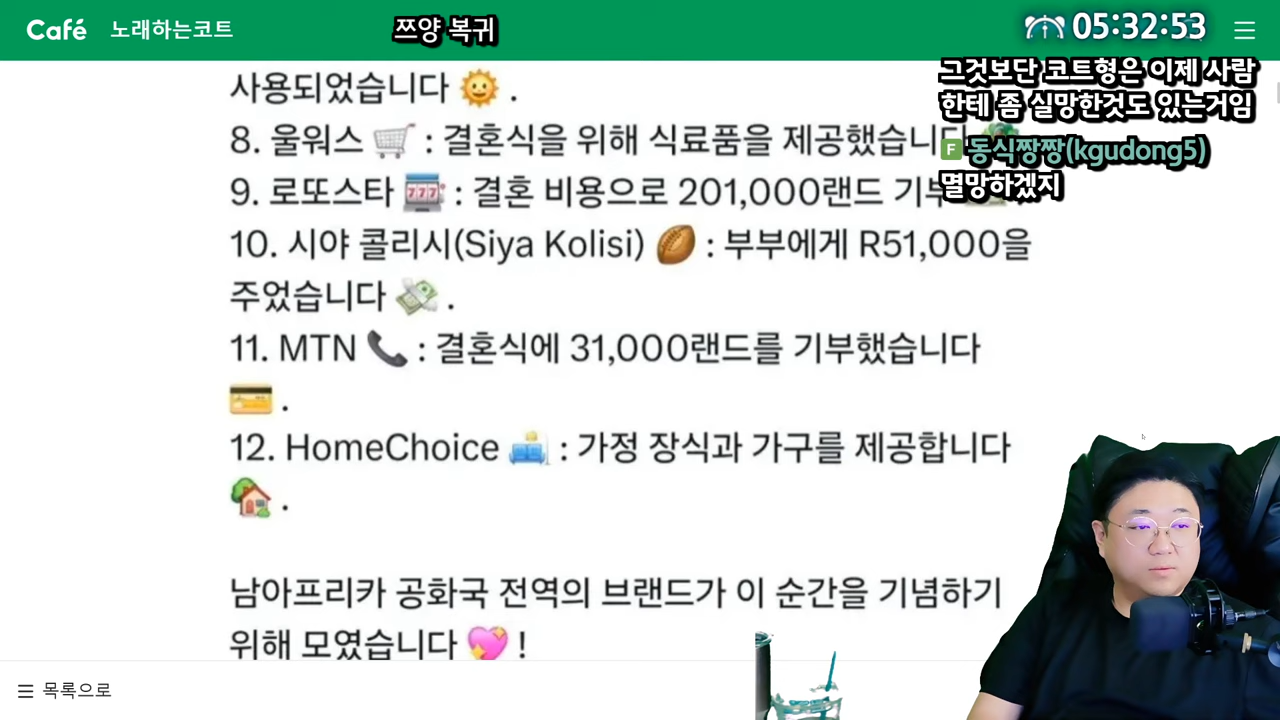 Café 노래하는코트
쯔양 복귀
05:32:53
그것보단 코트형은 이제 사람
한테 좀 실망한것도 있는거임
F 동식짱짱(kgudong5)
멸망하겠지
사용되었습니다 🌞 .
8. 울워스 🛒 : 결혼식을 위해 식료품을 제공했습니다
9. 로또스타 🎰 : 결혼 비용으로 201,000랜드 기부
10. 시야 콜리시(Siya Kolisi) 🏉 : 부부에게 R51,000을
주었습니다 💸 .
11. MTN 📞 : 결혼식에 31,000랜드를 기부했습니다
💳 .
12. HomeChoice 🛋️ : 가정 장식과 가구를 제공합니다
🏡 .
남아프리카 공화국 전역의 브랜드가 이 순간을 기념하기
위해 모였습니다 💖 !
목록으로